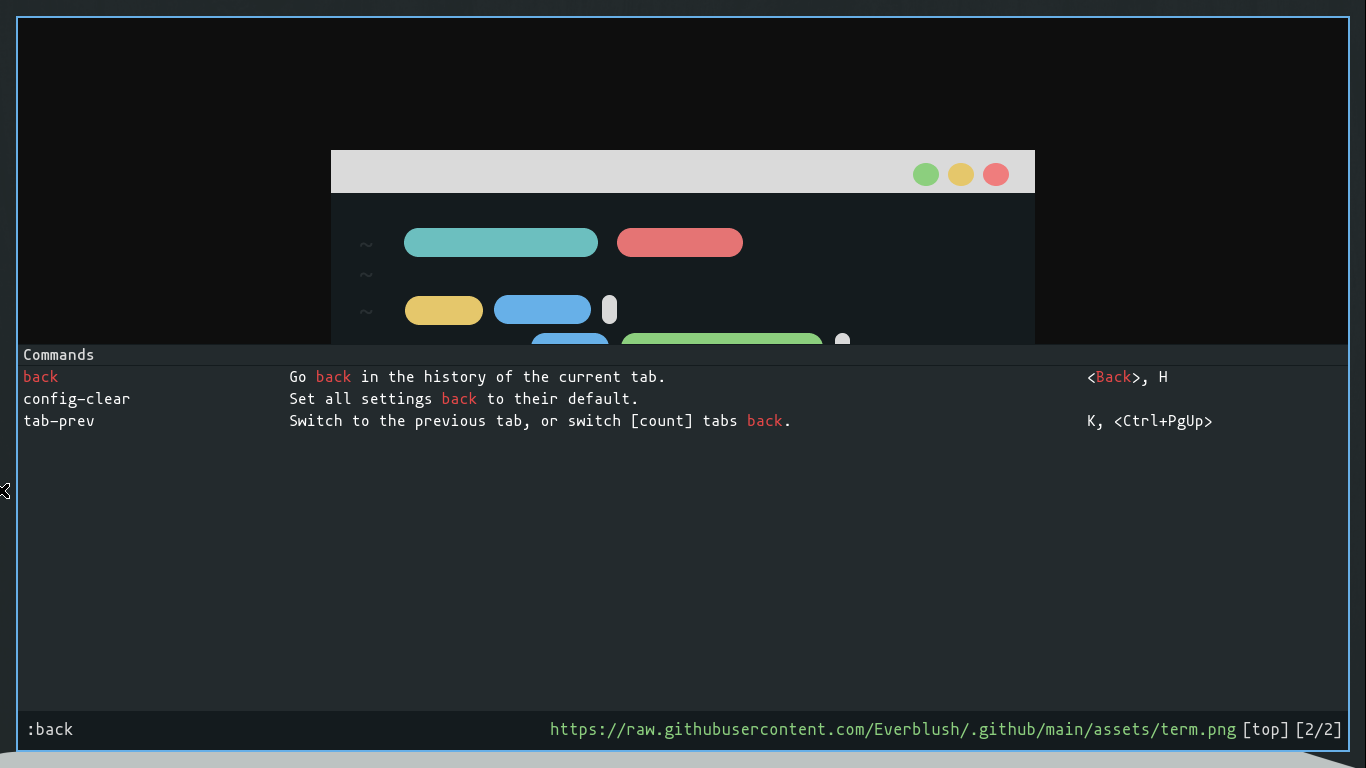 ~
~
~
Commands
back Go back in the history of the current tab. <Back>, H
config-clear Set all settings back to their default.
tab-prev Switch to the previous tab, or switch [count] tabs back. K, <Ctrl+PgUp>
:back https://raw.githubusercontent.com/Everblush/.github/main/assets/term.png [top] [2/2]